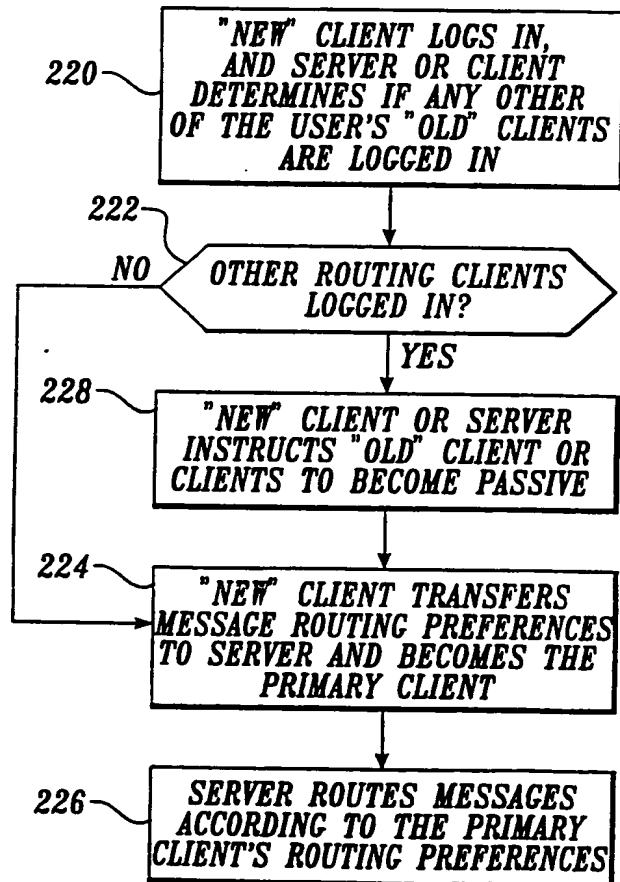 220
"NEW" CLIENT LOGS IN,
AND SERVER OR CLIENT
DETERMINES IF ANY OTHER
OF THE USER'S "OLD" CLIENTS
ARE LOGGED IN
222
NO
OTHER ROUTING CLIENTS
LOGGED IN?
YES
228
"NEW" CLIENT OR SERVER
INSTRUCTS "OLD" CLIENT OR
CLIENTS TO BECOME PASSIVE
224
"NEW" CLIENT TRANSFERS
MESSAGE ROUTING PREFERENCES
TO SERVER AND BECOMES THE
PRIMARY CLIENT
226
SERVER ROUTES MESSAGES
ACCORDING TO THE PRIMARY
CLIENT'S ROUTING PREFERENCES